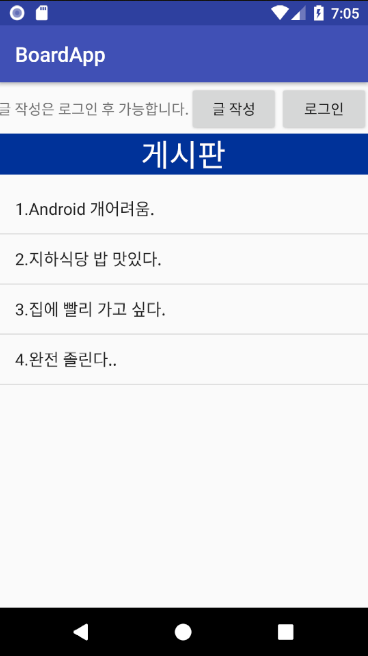 7:05
BoardApp
글 작성은 로그인 후 가능합니다. 글 작성 로그인
게시판
1.Android 개어려움.
2.지하식당 밥 맛있다.
3.집에 빨리 가고 싶다.
4.완전 졸린다..